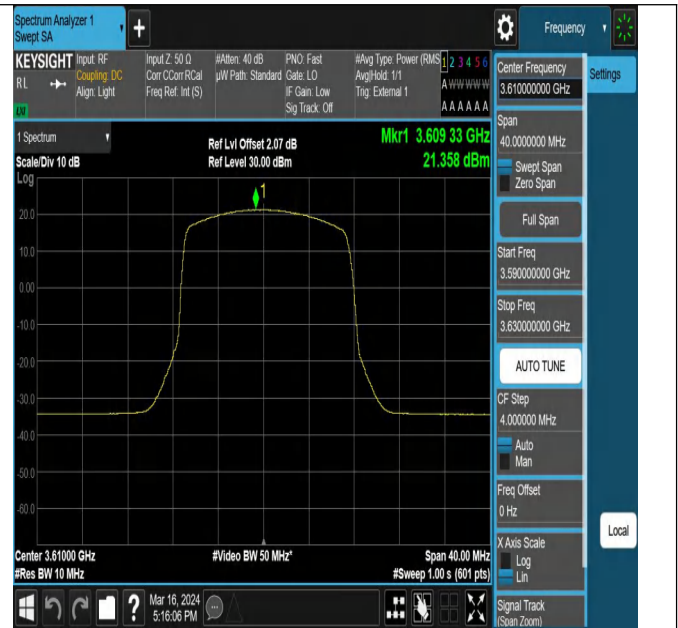 Spectrum Analyzer 1
Swept SA
+
Frequency
KEYSIGHT
RL
Input: RF
Coupling: DC
Align: Light
Input Z: 50 Ω
Corr CCorr RCal
Freq Ref: Int (S)
#Atten: 40 dB
µW Path: Standard
PNO: Fast
Gate: LO
IF Gain: Low
Sig Track: Off
#Avg Type: Power (RMS
Avg|Hold: 1/1
Trig: External 1
1 2 3 4 5 6
A W W W W W
A A A A A A
1 Spectrum
Scale/Div 10 dB
Log
Ref Lvl Offset 2.07 dB
Ref Level 30.00 dBm
Mkr1 3.609 33 GHz
21.358 dBm
1
20.0
10.0
0.00
-10.0
-20.0
-30.0
-40.0
-50.0
-60.0
Center 3.61000 GHz
#Res BW 10 MHz
#Video BW 50 MHz*
Span 40.00 MHz
#Sweep 1.00 s (601 pts)
Center Frequency
3.610000000 GHz
Settings
Span
40.0000000 MHz
Swept Span
Zero Span
Full Span
Start Freq
3.590000000 GHz
Stop Freq
3.630000000 GHz
AUTO TUNE
CF Step
4.000000 MHz
Auto
Man
Freq Offset
0 Hz
X Axis Scale
Log
Lin
Signal Track
(Span Zoom)
Local
?
Mar 16, 2024
5:16:06 PM